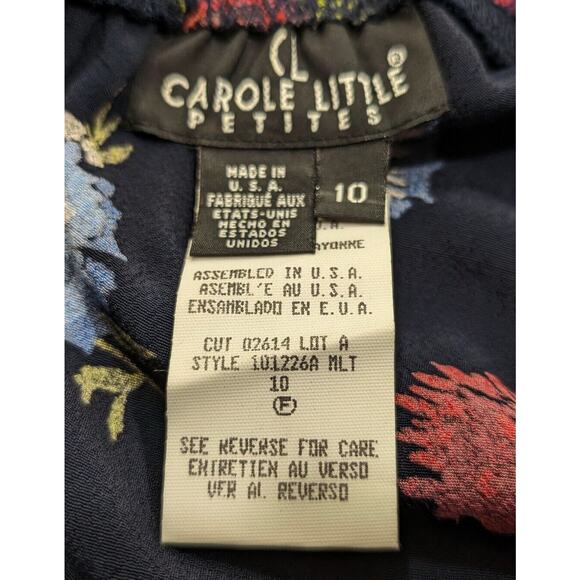 CL
CAROLE LITTLE®
PETITES
MADE IN
U.S.A.
FABRIQUÉ AUX
ETATS-UNIS
HECHO EN
ESTADOS
UNIDOS
10
.A.
AYONNE
ASSEMBLED IN U.S.A.
ASEMBL'E AU U.S.A.
ENSAMBLADO EN E.U.A.
CUT 02614 LOT A
STYLE 101226A MLT
10
F
SEE REVERSE FOR CARE
ENTRETIEN AU VERSO
VER AL REVERSO